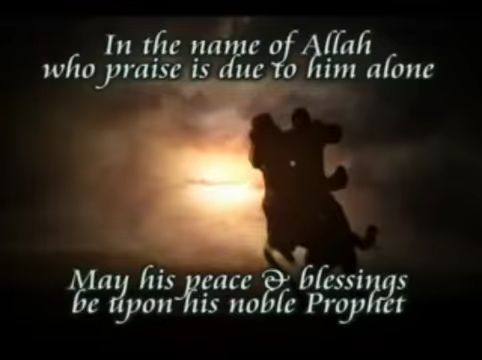 In the name of Allah
who praise is due to him alone
May his peace & blessings
be upon his noble Prophet